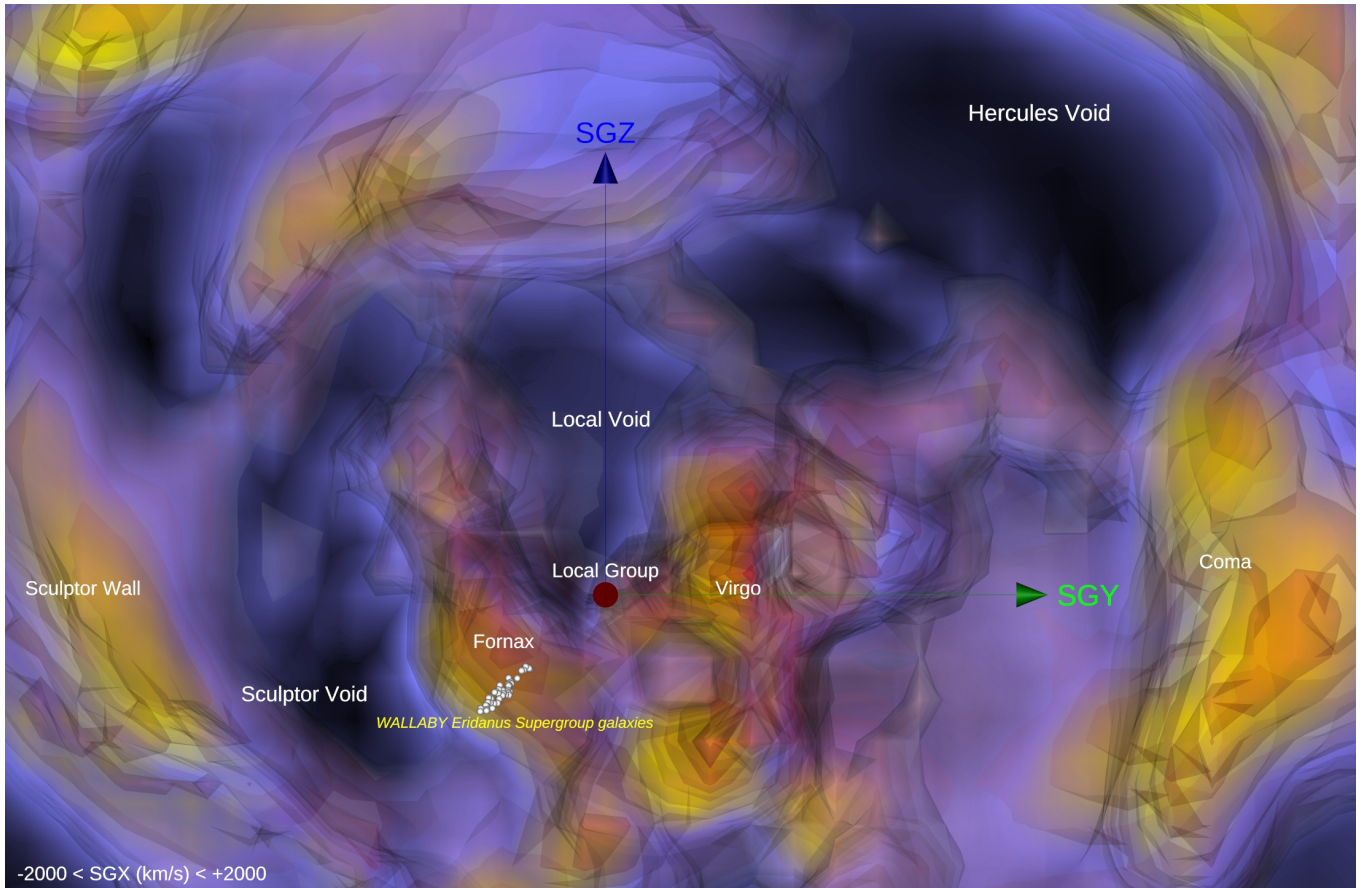 Hercules Void
SGZ
Local Void
Local Group
Coma
Sculptor Wall
Virgo
SGY
Fornax
Sculptor Void
WALLABY Eridanus Supergroup galaxies
-2000 < SGX (km/s) < +2000